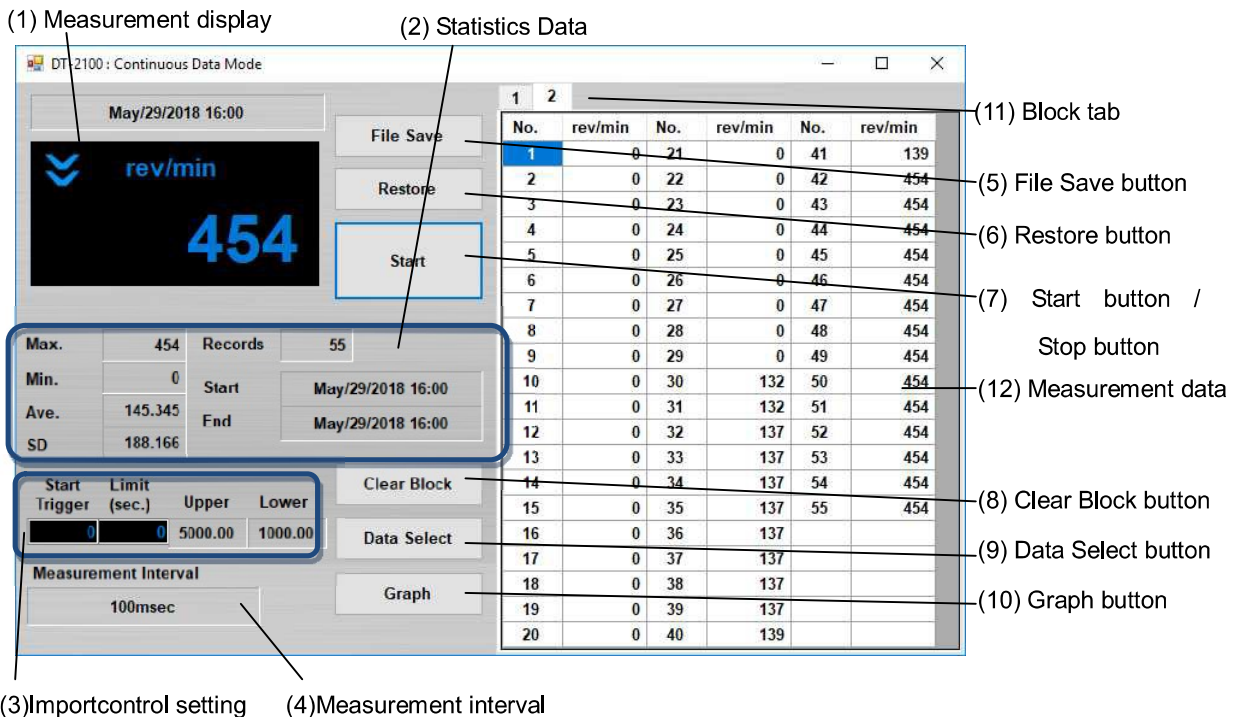 (1) Measurement display
(2) Statistics Data
DT-2100 : Continuous Data Mode
May/29/2018 16:00
rev/min
454
File Save
Restore
Start
1 2
No. rev/min No. rev/min No. rev/min
1 0 21 0 41 139
2 0 22 0 42 454
3 0 23 0 43 454
4 0 24 0 44 454
5 0 25 0 45 454
6 0 26 0 46 454
7 0 27 0 47 454
8 0 28 0 48 454
9 0 29 0 49 454
10 0 30 132 50 454
11 0 31 132 51 454
12 0 32 137 52 454
13 0 33 137 53 454
14 0 34 137 54 454
15 0 35 137 55 454
16 0 36 137
17 0 37 137
18 0 38 137
19 0 39 137
20 0 40 139
Max. 454 Records 55
Min. 0 Start May/29/2018 16:00
Ave. 145.345 End May/29/2018 16:00
SD 188.166
Start Trigger Limit (sec.) Upper Lower
0 0 5000.00 1000.00
Measurement Interval
100msec
Clear Block
Data Select
Graph
(11) Block tab
(5) File Save button
(6) Restore button
(7) Start button /
Stop button
(12) Measurement data
(8) Clear Block button
(9) Data Select button
(10) Graph button
(3)Importcontrol setting
(4)Measurement interval